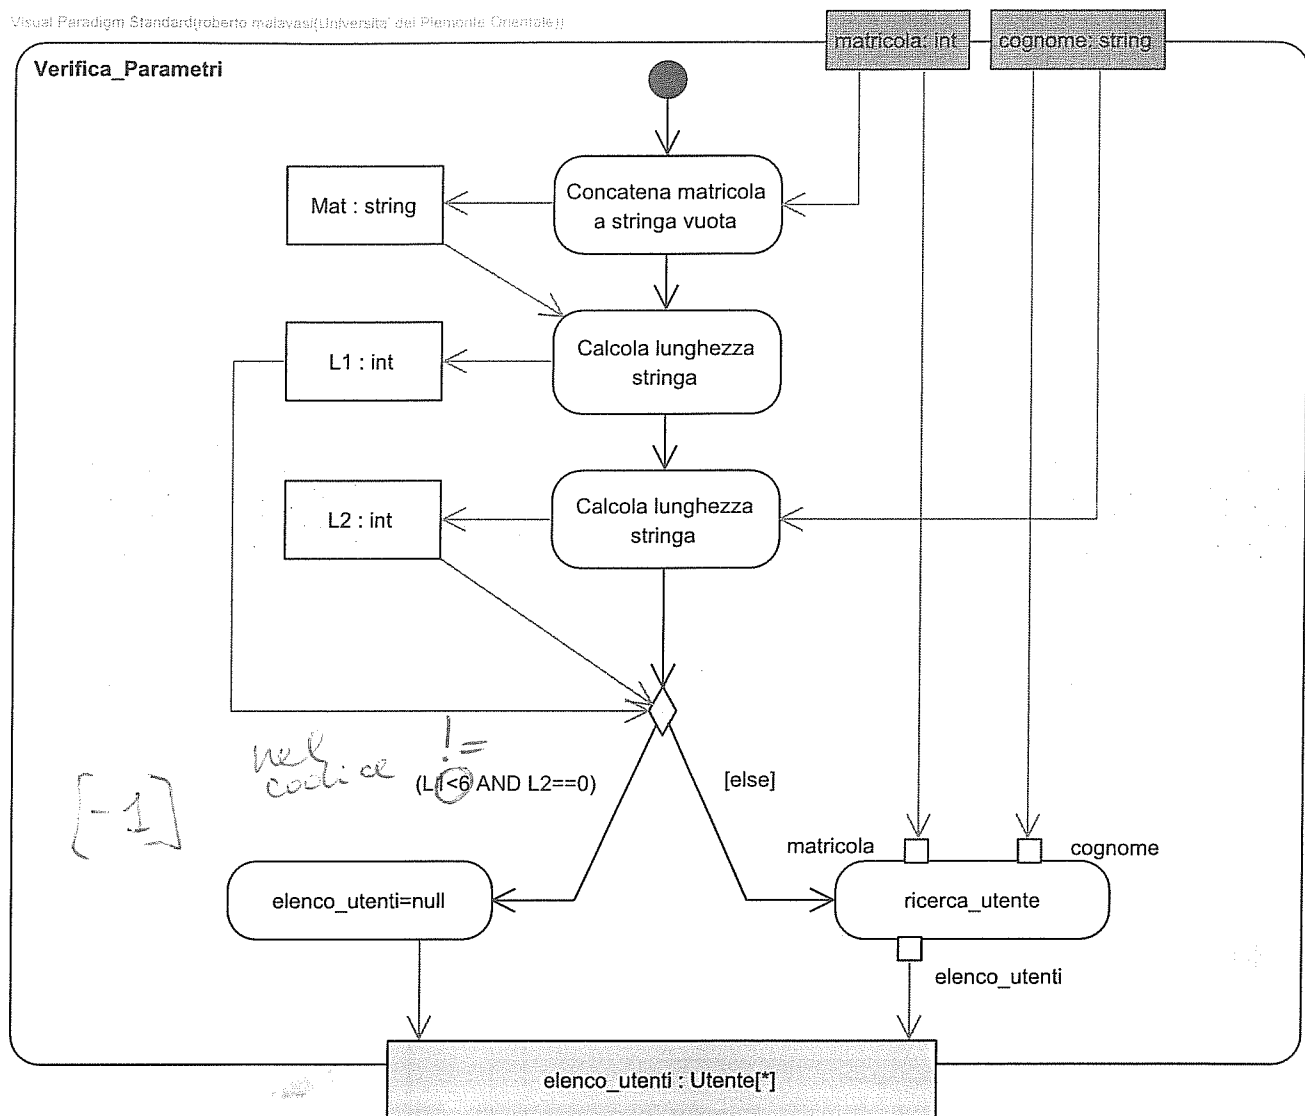 Visual Paradigm Standard(roberto malavasi(Universita' del Piemonte Orientale))
matricola: int
cognome: string
Verifica_Parametri
Concatena matricola
a stringa vuota
Mat : string
Calcola lunghezza
stringa
L1 : int
Calcola lunghezza
stringa
L2 : int
nel
codice
!=
(L1<6 AND L2==0)
[else]
[-1]
matricola
cognome
elenco_utenti=null
ricerca_utente
elenco_utenti
elenco_utenti : Utente[*]